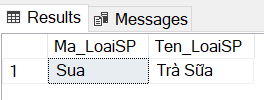 Results Messages
Ma_LoaiSP Ten_LoaiSP
1 Sua Trà Sữa